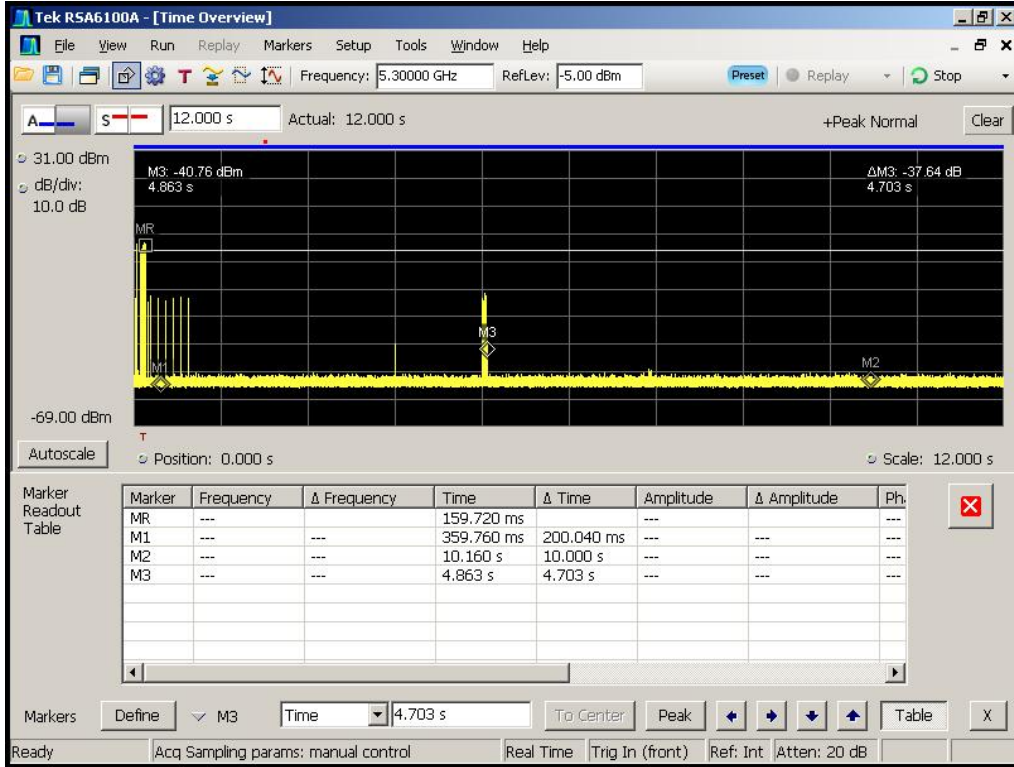 Tek RSA6100A - [Time Overview]
File View Run Replay Markers Setup Tools Window Help
T Frequency: 5.30000 GHz RefLev: -5.00 dBm Preset Replay Stop
A S 12.000 s Actual: 12.000 s +Peak Normal Clear
31.00 dBm
dB/div:
10.0 dB
M3: -40.76 dBm
4.863 s
ΔM3: -37.64 dB
4.703 s
MR
M3
M1
M2
-69.00 dBm
T
Autoscale Position: 0.000 s Scale: 12.000 s
Marker
Readout
Table
Marker Frequency Δ Frequency Time Δ Time Amplitude Δ Amplitude Ph
MR --- 159.720 ms --- ---
M1 --- --- 359.760 ms 200.040 ms --- --- ---
M2 --- --- 10.160 s 10.000 s --- --- ---
M3 --- --- 4.863 s 4.703 s --- --- ---
Markers Define M3 Time 4.703 s To Center Peak Table X
Ready Acq Sampling params: manual control Real Time Trig In (front) Ref: Int Atten: 20 dB